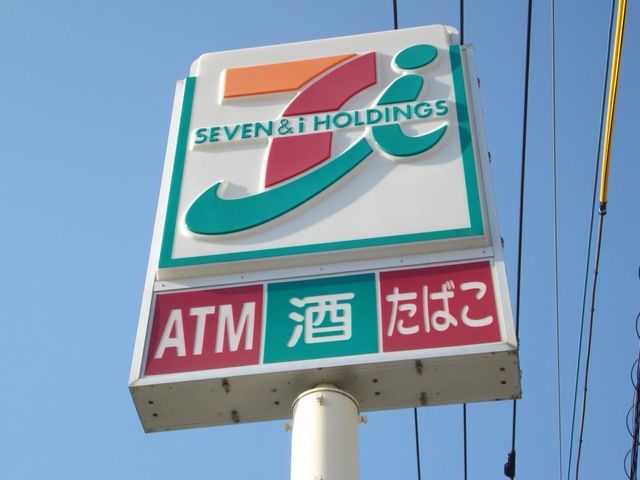 SEVEN & i HOLDINGS
ATM 酒 たばこ